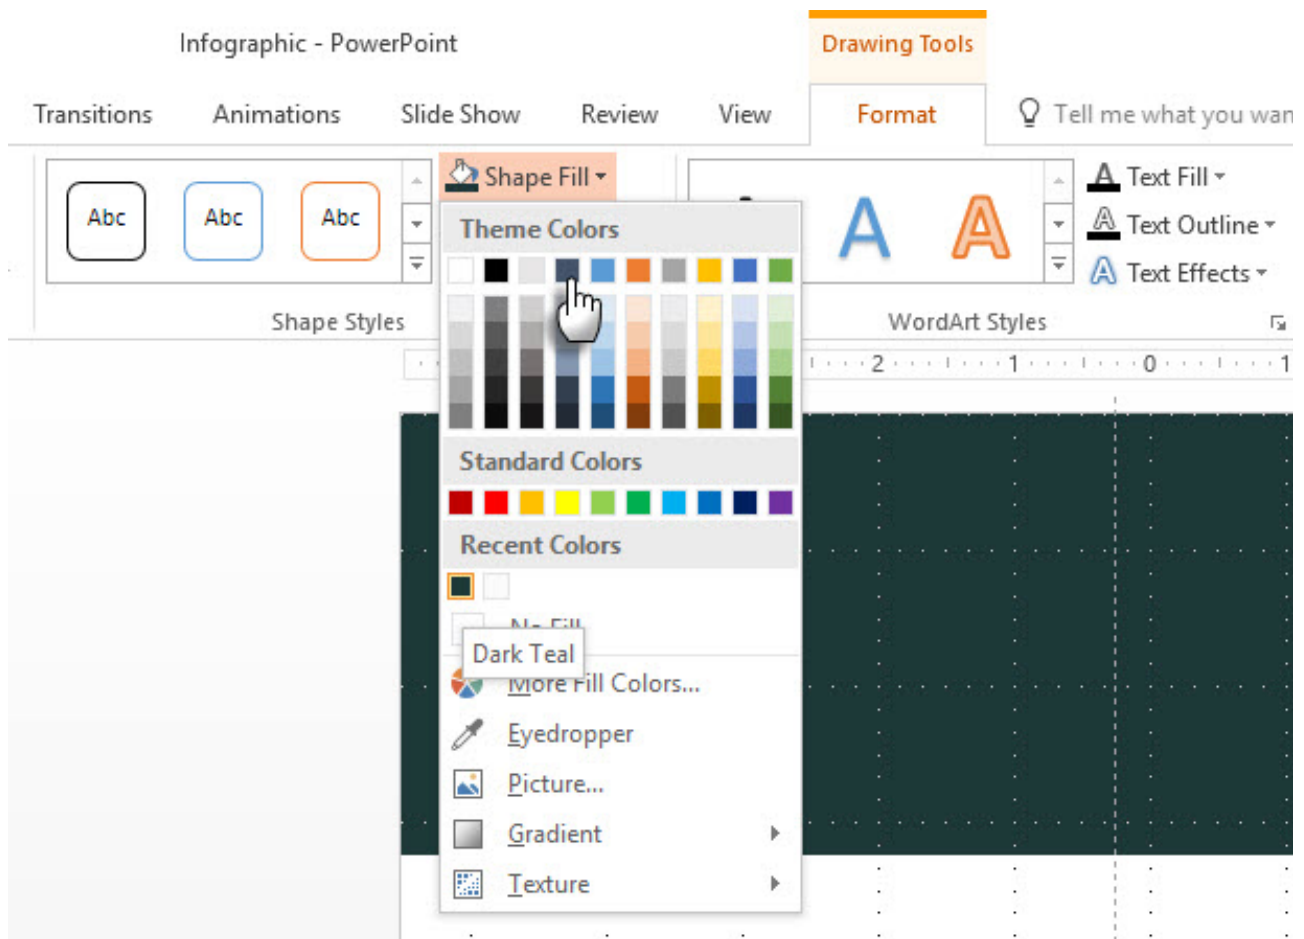 Infographic - PowerPoint
Drawing Tools
Transitions Animations Slide Show Review View Format Tell me what you wan
Abc Abc Abc
Shape Fill
Theme Colors
Standard Colors
Recent Colors
No Fill
Dark Teal
More Fill Colors...
Eyedropper
Picture...
Gradient
Texture
Shape Styles
A A
Text Fill
Text Outline
Text Effects
WordArt Styles
2 1 0 1